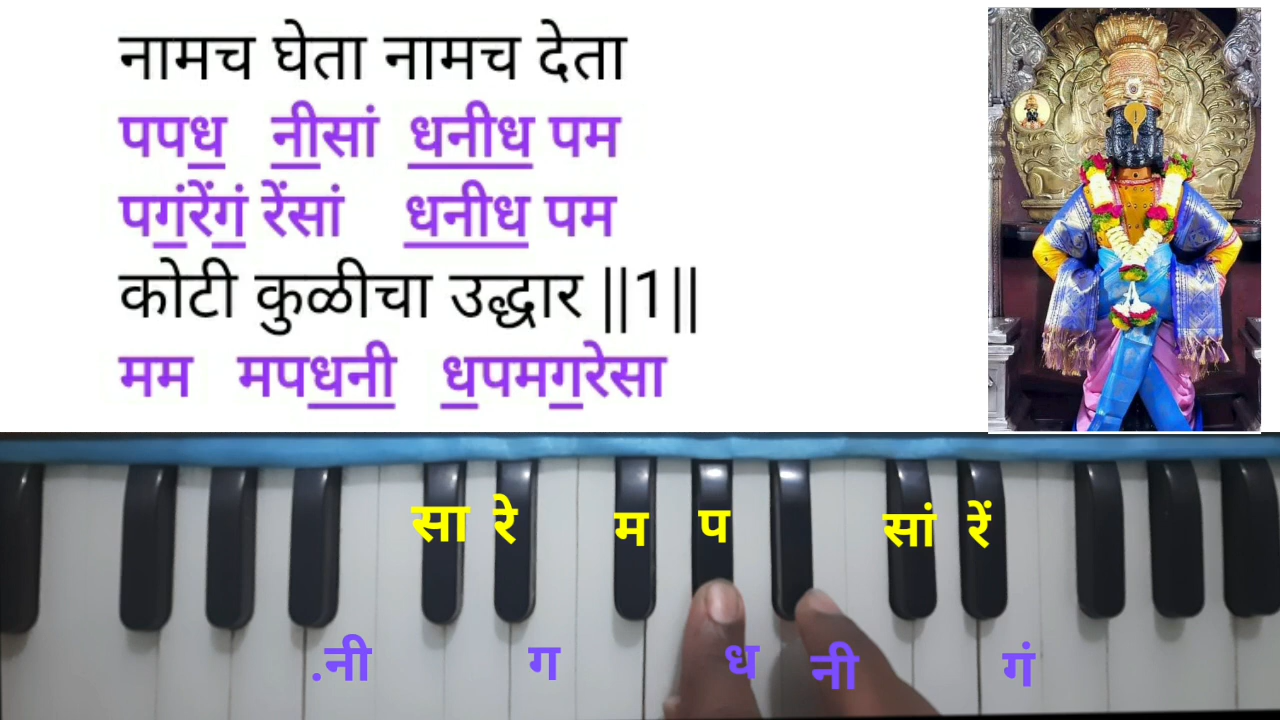 नामच घेता नामच देता
पपध नीसां धनीध पम
पगंरेंगं रेंसां धनीध पम
कोटी कुळीचा उद्धार ||1||
मम मपधनी धपमगरेसा
सा रे म प सां रें
.नी ग ध नी गं